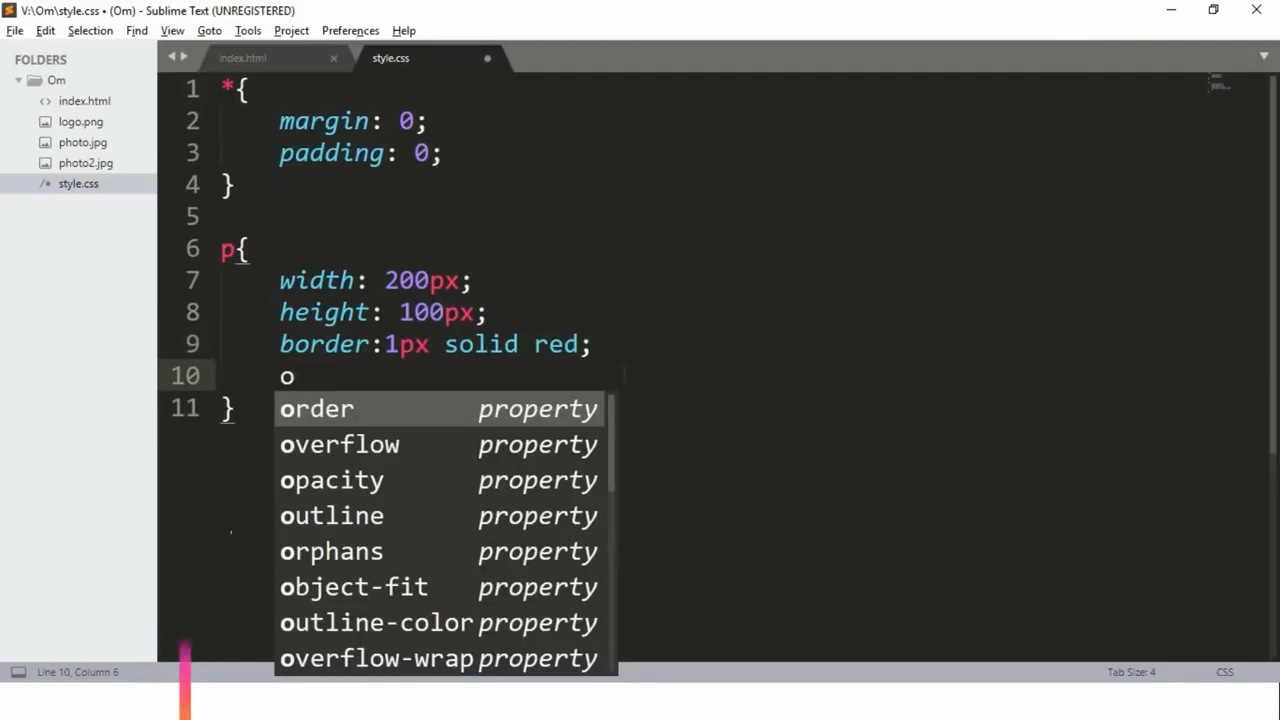 V:\Om\style.css • (Om) - Sublime Text (UNREGISTERED)
File Edit Selection Find View Goto Tools Project Preferences Help
FOLDERS
Om
index.html
logo.png
photo.jpg
photo2.jpg
style.css
index.html
style.css
1 *{
2 margin: 0;
3 padding: 0;
4 }
5
6 p{
7 width: 200px;
8 height: 100px;
9 border:1px solid red;
10 o
11 }
order property
overflow property
opacity property
outline property
orphans property
object-fit property
outline-color property
overflow-wrap property
Line 10, Column 6
Tab Size: 4
CSS